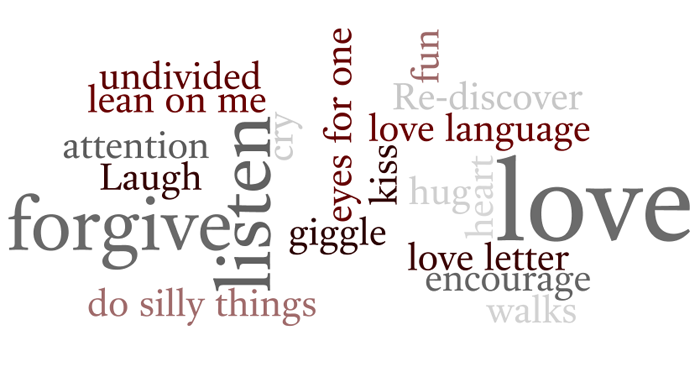 undivided
lean on me
attention
Laugh
forgive
listen
cry
do silly things
giggle
eyes for one
kiss
fun
Re-discover
love language
hug
heart
love
love letter
encourage
walks